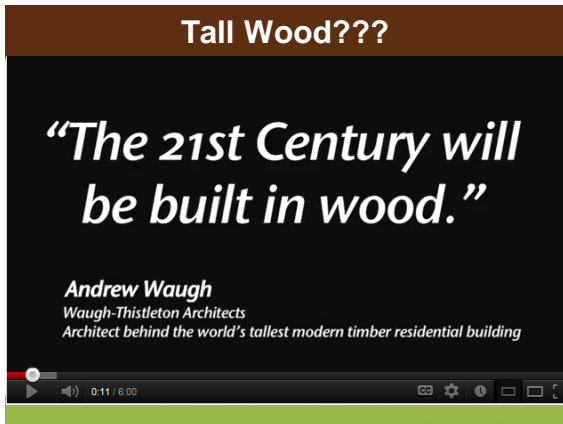 Tall Wood???
“The 21st Century will
be built in wood.”
Andrew Waugh
Waugh-Thistleton Architects
Architect behind the world’s tallest modern timber residential building
0:11 / 6:00
CC